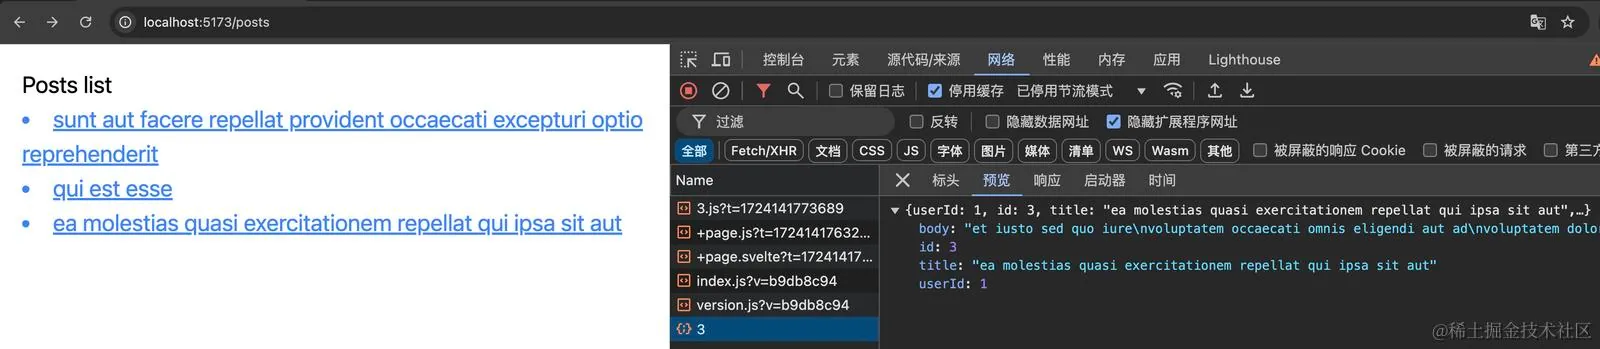 localhost:5173/posts
Posts list
sunt aut facere repellat provident occaecati excepturi optio
reprehenderit
qui est esse
ea molestias quasi exercitationem repellat qui ipsa sit aut
控制台 元素 源代码/来源 网络 性能 内存 应用 Lighthouse
保留日志 停用缓存 已停用节流模式
过滤 反转 隐藏数据网址 隐藏扩展程序网址
全部 Fetch/XHR 文档 CSS JS 字体 图片 媒体 清单 WS Wasm 其他 被屏蔽的响应 Cookie 被屏蔽的请求 第三方
Name
3.js?t=1724141773689
+page.js?t=17241417632...
+page.svelte?t=17241417...
index.js?v=b9db8c94
version.js?v=b9db8c94
3
标头 预览 响应 启动器 时间
{userId: 1, id: 3, title: "ea molestias quasi exercitationem repellat qui ipsa sit aut",…}
body: "et iusto sed quo iure\nvoluptatem occaecati omnis eligendi aut ad\nvoluptatem dolor
id: 3
title: "ea molestias quasi exercitationem repellat qui ipsa sit aut"
userId: 1
@稀土掘金技术社区